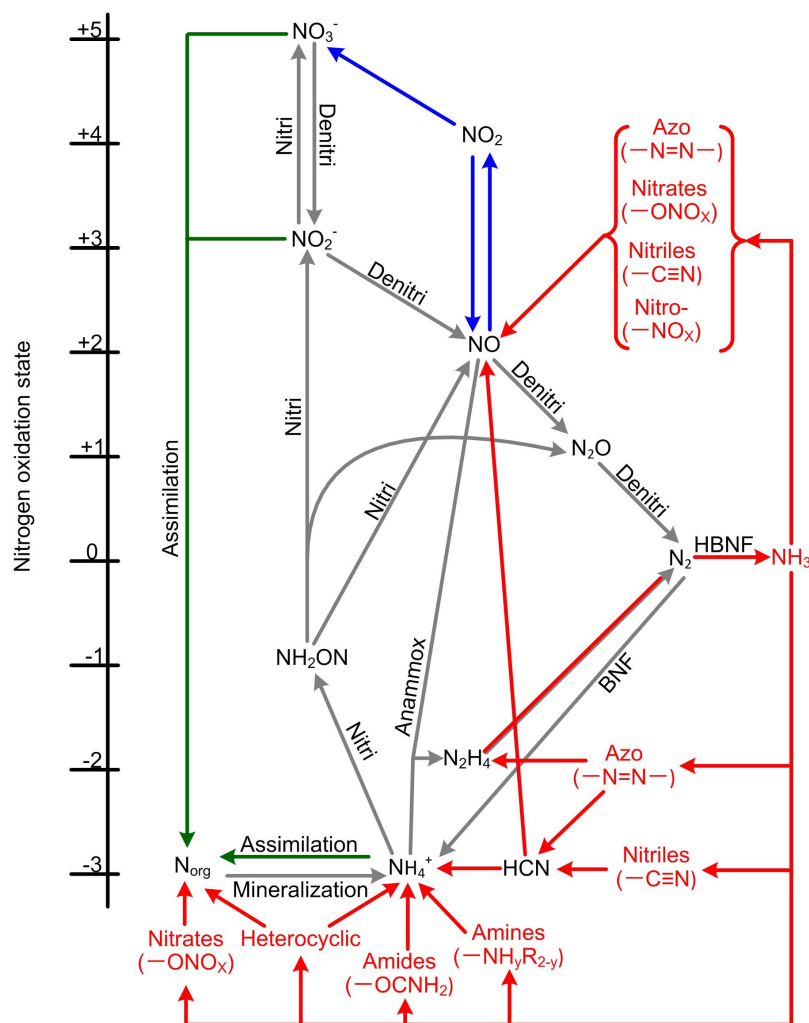 +5
NO₃⁻
Nitri
Denitri
NO₂
+4
Azo
(－N=N－)
Nitrates
(－ONOₓ)
Nitriles
(－C≡N)
Nitro-
(－NOₓ)
+3
NO₂⁻
Denitri
NO
+2
Nitrogen oxidation state
Assimilation
Nitri
Nitri
Denitri
+1
N₂O
Denitri
0
N₂
HBNF
NH₃
NH₂ON
-1
Anammox
BNF
Nitri
-2
N₂H₄
Azo
(－N=N－)
Assimilation
-3
Norg
Mineralization
NH₄⁺
HCN
Nitriles
(－C≡N)
Nitrates
(－ONOₓ)
Heterocyclic
Amides
(－OCNH₂)
Amines
(－NHyR2-y)